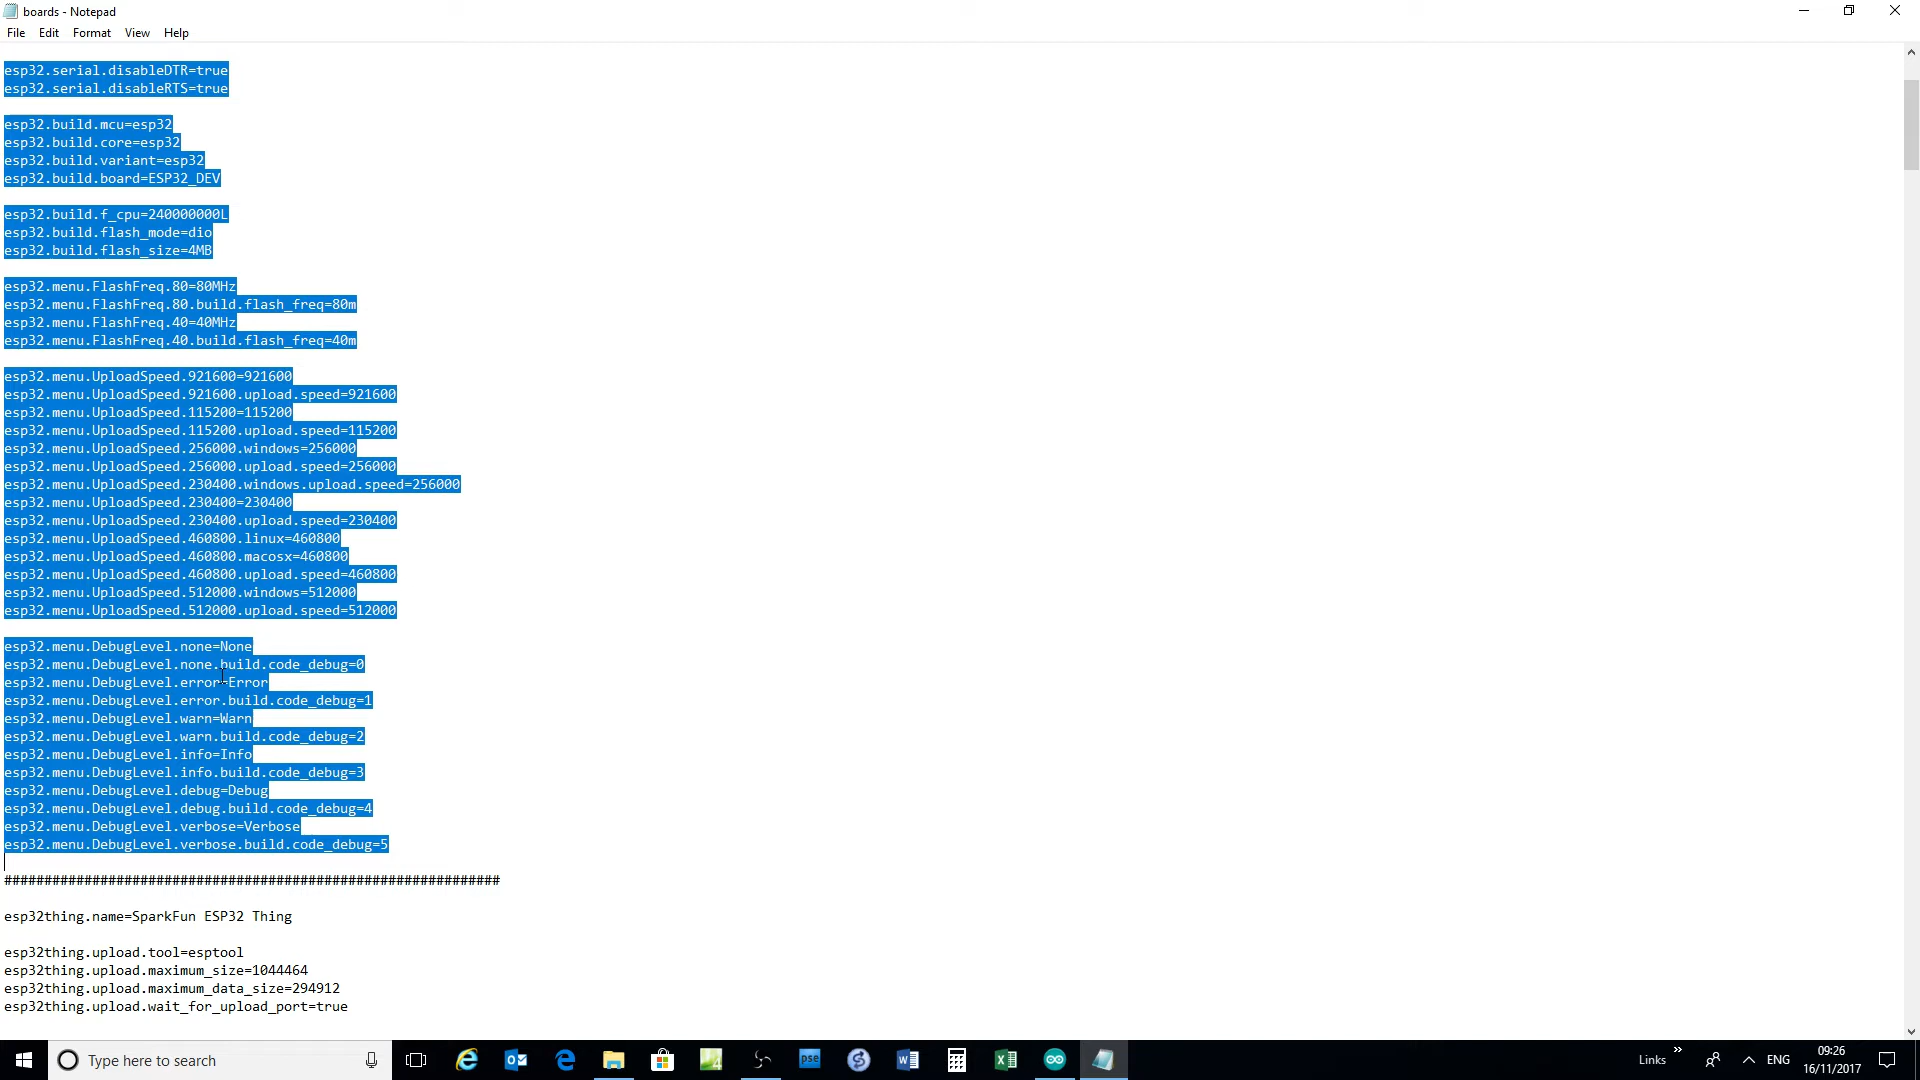 boards - Notepad
File Edit Format View Help
esp32.serial.disableDTR=true
esp32.serial.disableRTS=true
esp32.build.mcu=esp32
esp32.build.core=esp32
esp32.build.variant=esp32
esp32.build.board=ESP32_DEV
esp32.build.f_cpu=240000000L
esp32.build.flash_mode=dio
esp32.build.flash_size=4MB
esp32.menu.FlashFreq.80=80MHz
esp32.menu.FlashFreq.80.build.flash_freq=80m
esp32.menu.FlashFreq.40=40MHz
esp32.menu.FlashFreq.40.build.flash_freq=40m
esp32.menu.UploadSpeed.921600=921600
esp32.menu.UploadSpeed.921600.upload.speed=921600
esp32.menu.UploadSpeed.115200=115200
esp32.menu.UploadSpeed.115200.upload.speed=115200
esp32.menu.UploadSpeed.256000.windows=256000
esp32.menu.UploadSpeed.256000.upload.speed=256000
esp32.menu.UploadSpeed.230400.windows.upload.speed=256000
esp32.menu.UploadSpeed.230400=230400
esp32.menu.UploadSpeed.230400.upload.speed=230400
esp32.menu.UploadSpeed.460800.linux=460800
esp32.menu.UploadSpeed.460800.macosx=460800
esp32.menu.UploadSpeed.460800.upload.speed=460800
esp32.menu.UploadSpeed.512000.windows=512000
esp32.menu.UploadSpeed.512000.upload.speed=512000
esp32.menu.DebugLevel.none=None
esp32.menu.DebugLevel.none.build.code_debug=0
esp32.menu.DebugLevel.error=Error
esp32.menu.DebugLevel.error.build.code_debug=1
esp32.menu.DebugLevel.warn=Warn
esp32.menu.DebugLevel.warn.build.code_debug=2
esp32.menu.DebugLevel.info=Info
esp32.menu.DebugLevel.info.build.code_debug=3
esp32.menu.DebugLevel.debug=Debug
esp32.menu.DebugLevel.debug.build.code_debug=4
esp32.menu.DebugLevel.verbose=Verbose
esp32.menu.DebugLevel.verbose.build.code_debug=5
##############################################################
esp32thing.name=SparkFun ESP32 Thing
esp32thing.upload.tool=esptool
esp32thing.upload.maximum_size=1044464
esp32thing.upload.maximum_data_size=294912
esp32thing.upload.wait_for_upload_port=true
Type here to search
pse
Links
ENG
09:26
16/11/2017